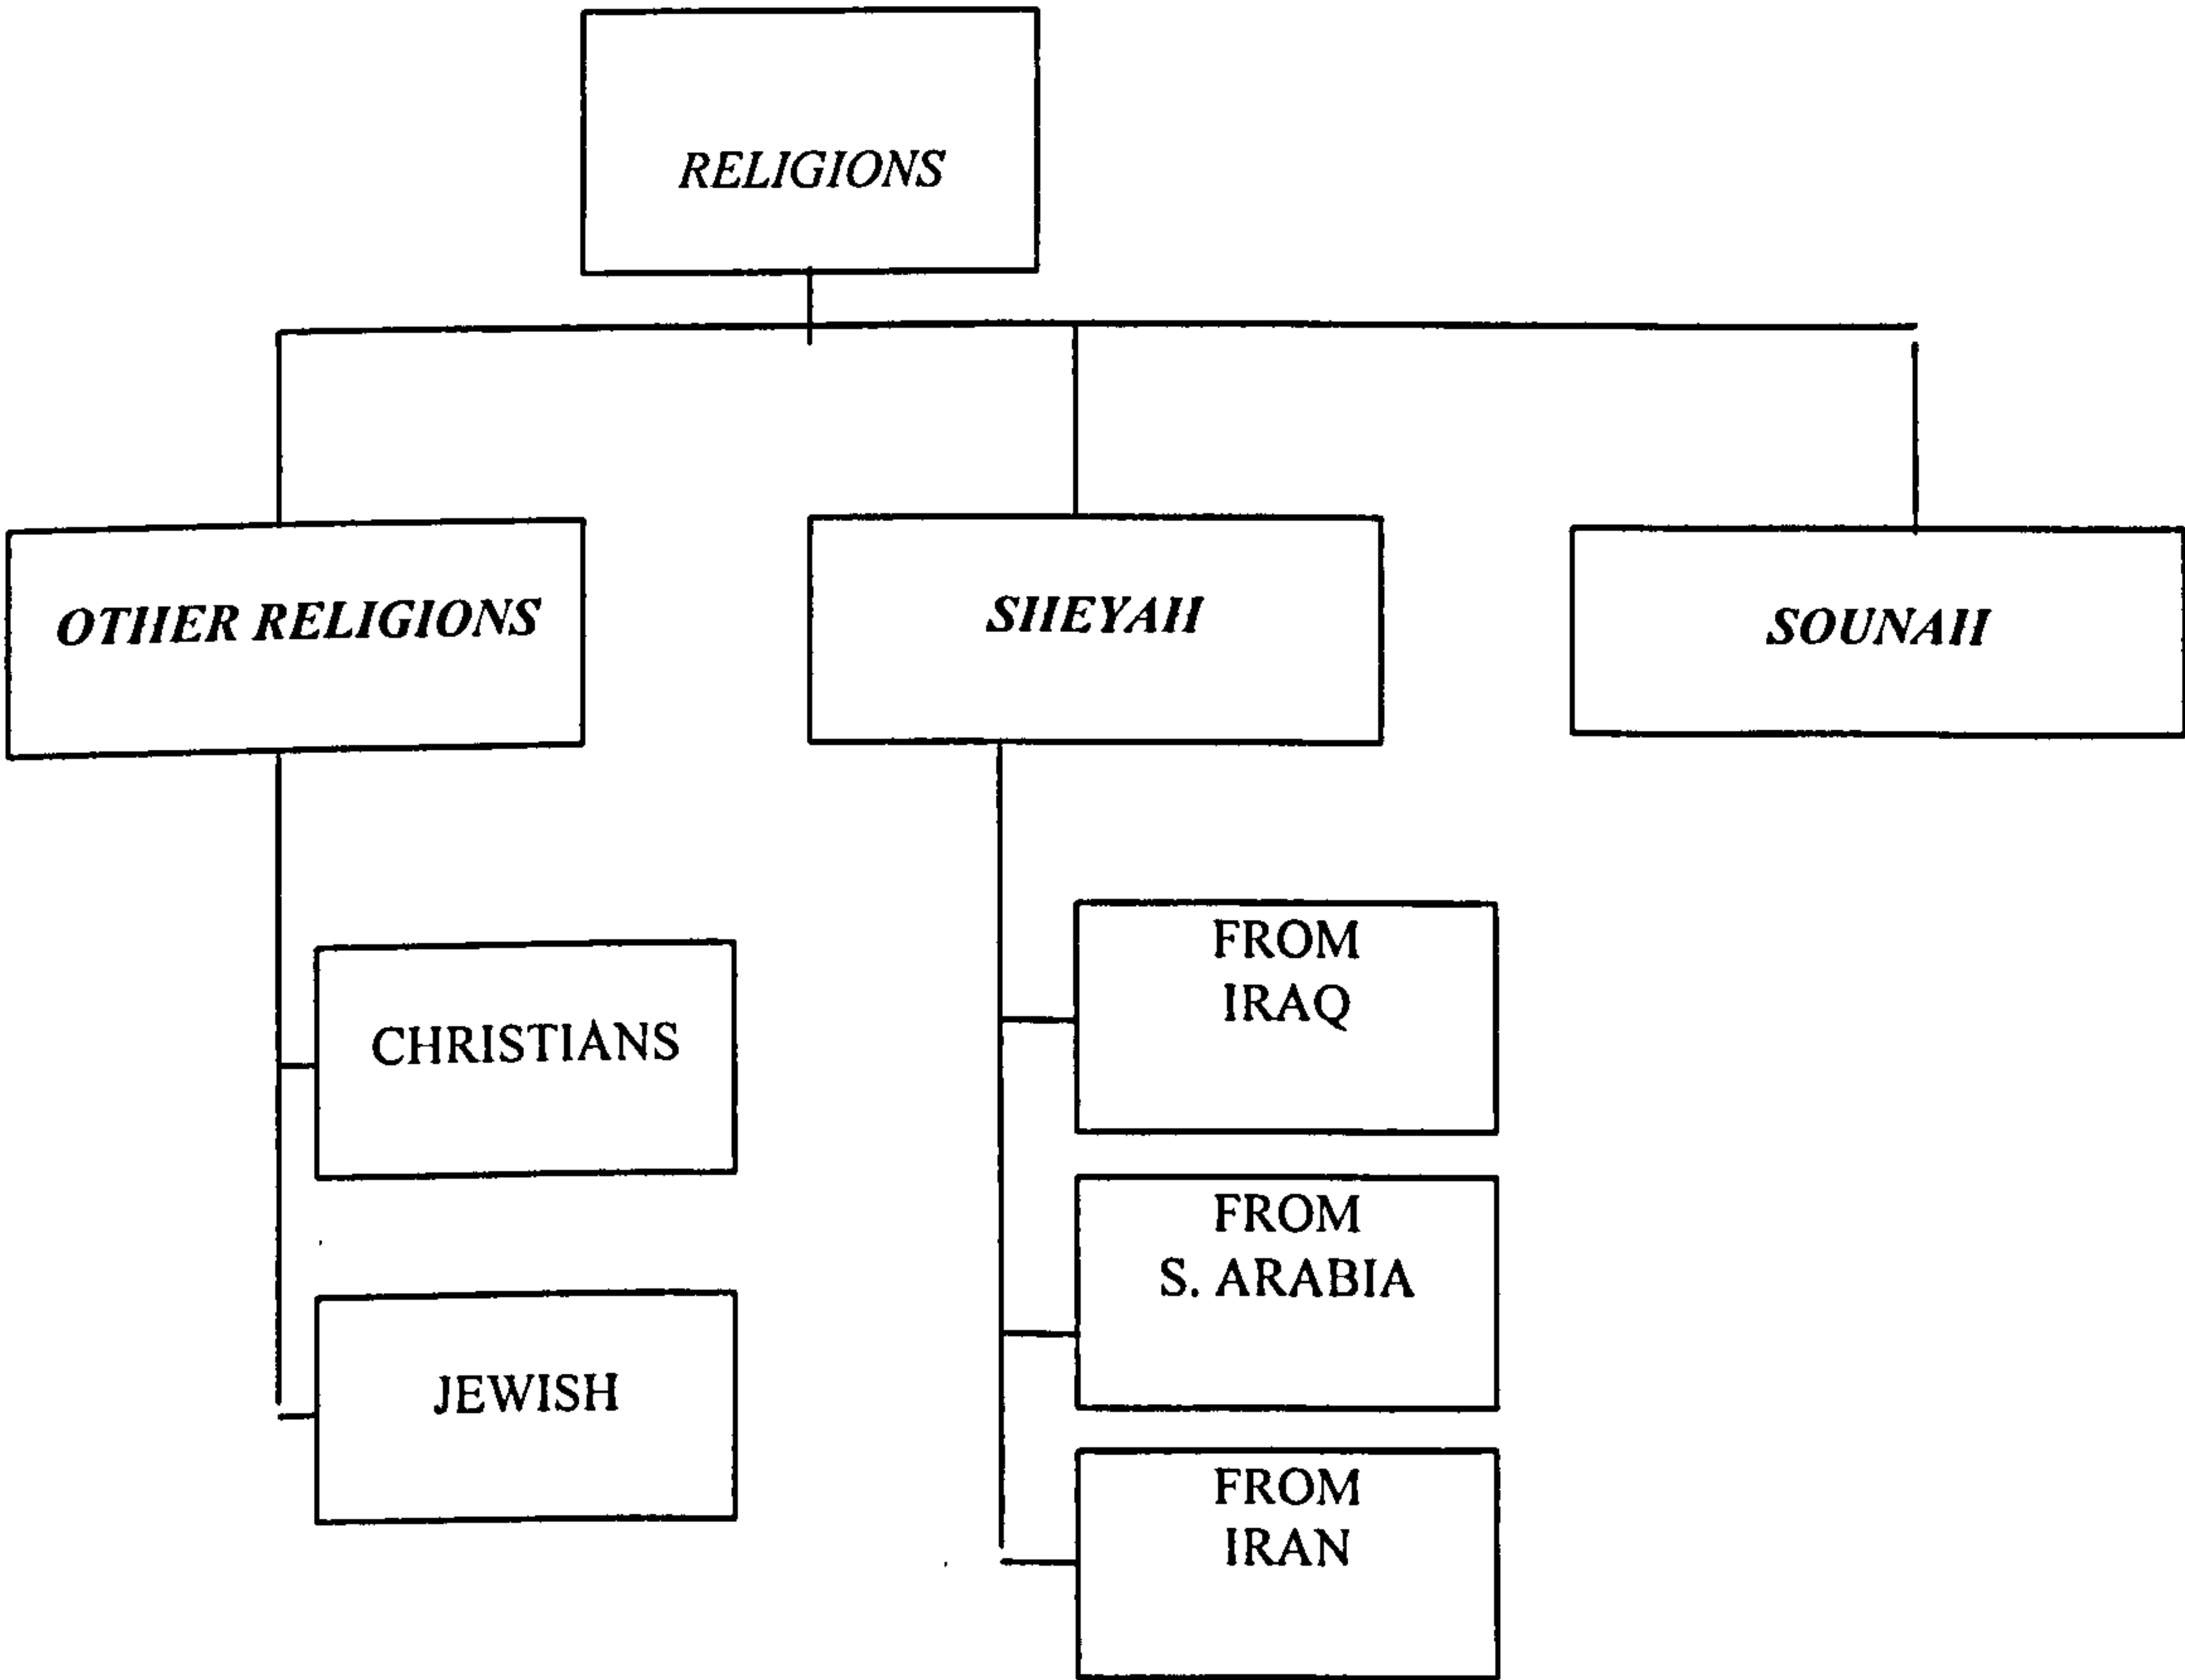 RELIGIONS
OTHER RELIGIONS
SHEYAH
SOUNAH
CHRISTIANS
JEWISH
FROM
IRAQ
FROM
S. ARABIA
FROM
IRAN